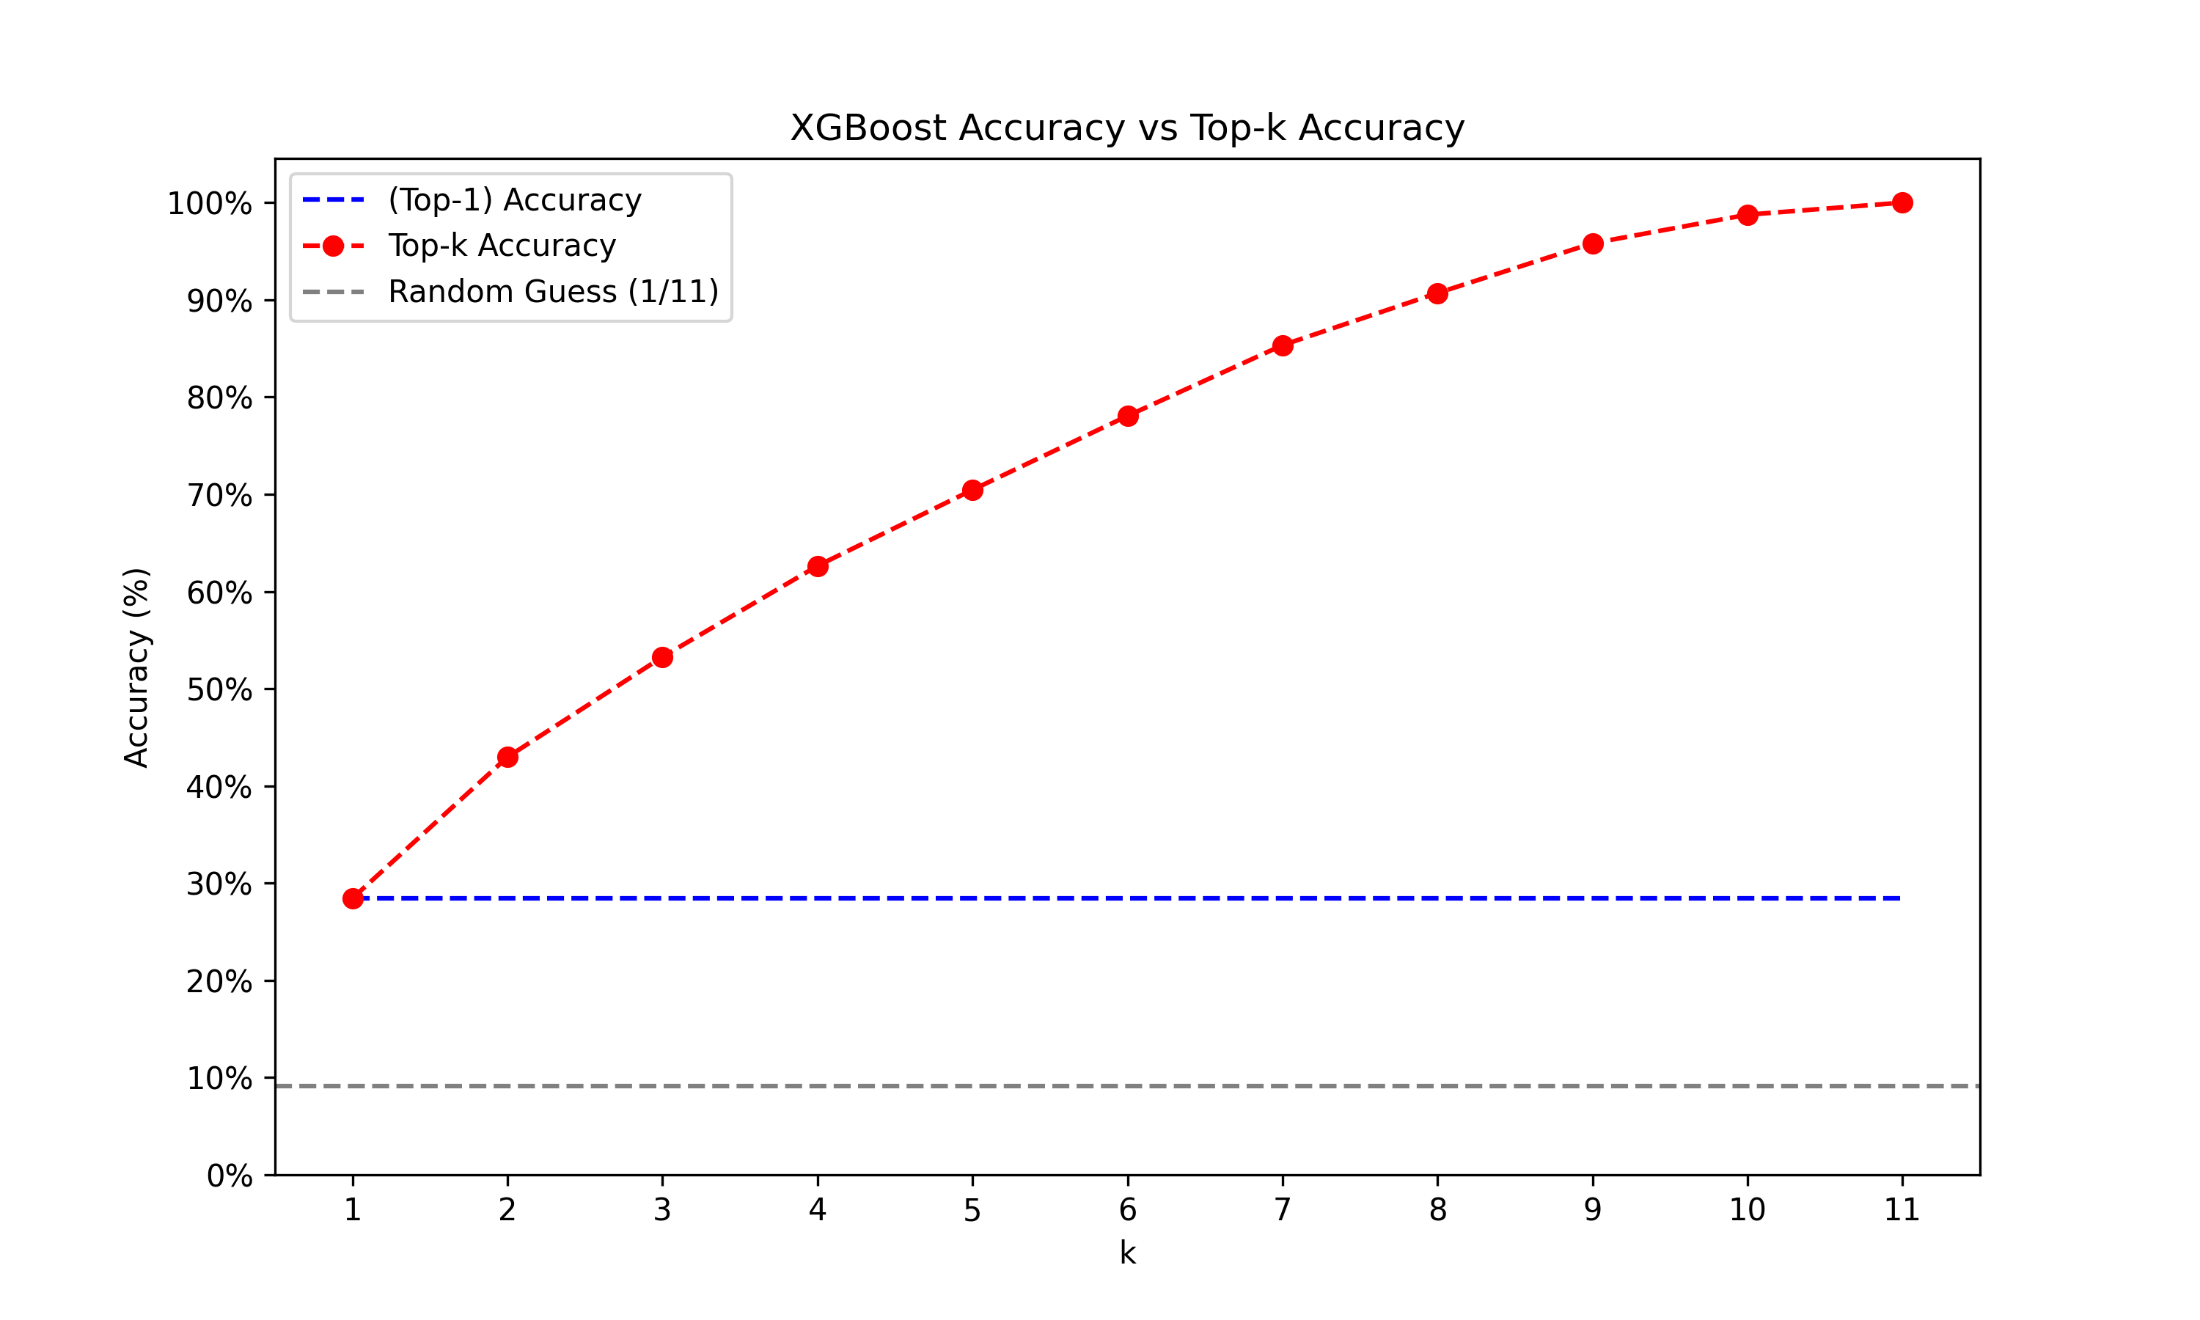 XGBoost Accuracy vs Top-k Accuracy
(Top-1) Accuracy
Top-k Accuracy
Random Guess (1/11)
Accuracy (%)
100%
90%
80%
70%
60%
50%
40%
30%
20%
10%
0%
1 2 3 4 5 6 7 8 9 10 11
k